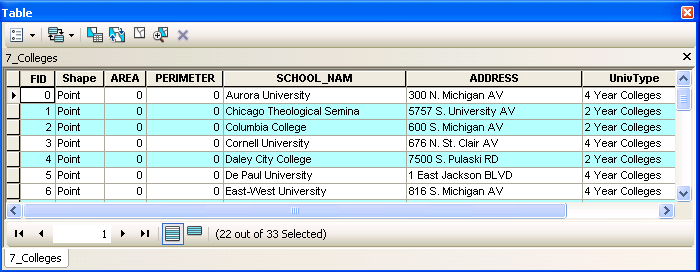 Table
7_Colleges
FID Shape AREA PERIMETER SCHOOL_NAM ADDRESS UnivType
0 Point 0 0 Aurora University 300 N. Michigan AV 4 Year Colleges
1 Point 0 0 Chicago Theological Semina 5757 S. University AV 2 Year Colleges
2 Point 0 0 Columbia College 600 S. Michigan AV 2 Year Colleges
3 Point 0 0 Cornell University 676 N. St. Clair AV 4 Year Colleges
4 Point 0 0 Daley City College 7500 S. Pulaski RD 2 Year Colleges
5 Point 0 0 De Paul University 1 East Jackson BLVD 4 Year Colleges
6 Point 0 0 East-West University 816 S. Michigan AV 4 Year Colleges
1 (22 out of 33 Selected)
7_Colleges